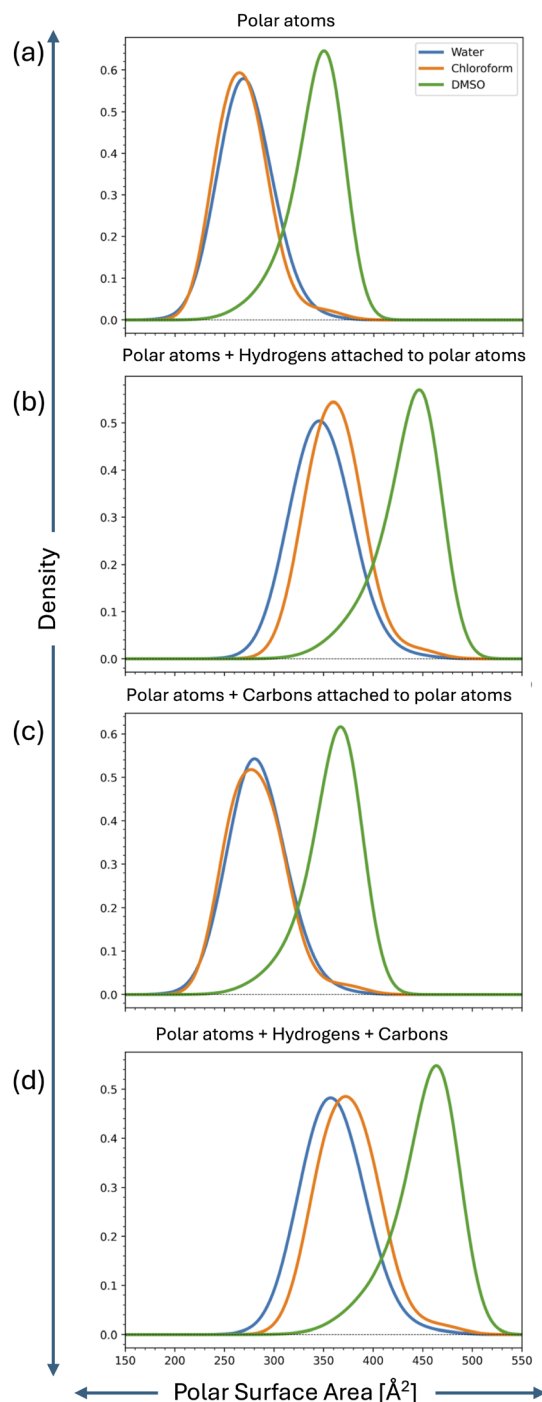 Polar atoms
(a)
Water
Chloroform
DMSO
0.6
0.5
0.4
0.3
0.2
0.1
0.0
Polar atoms + Hydrogens attached to polar atoms
(b)
0.5
0.4
0.3
0.2
0.1
0.0
Density
Polar atoms + Carbons attached to polar atoms
(c)
0.6
0.5
0.4
0.3
0.2
0.1
0.0
Polar atoms + Hydrogens + Carbons
(d)
0.5
0.4
0.3
0.2
0.1
0.0
150 200 250 300 350 400 450 500 550
Polar Surface Area [Å²]